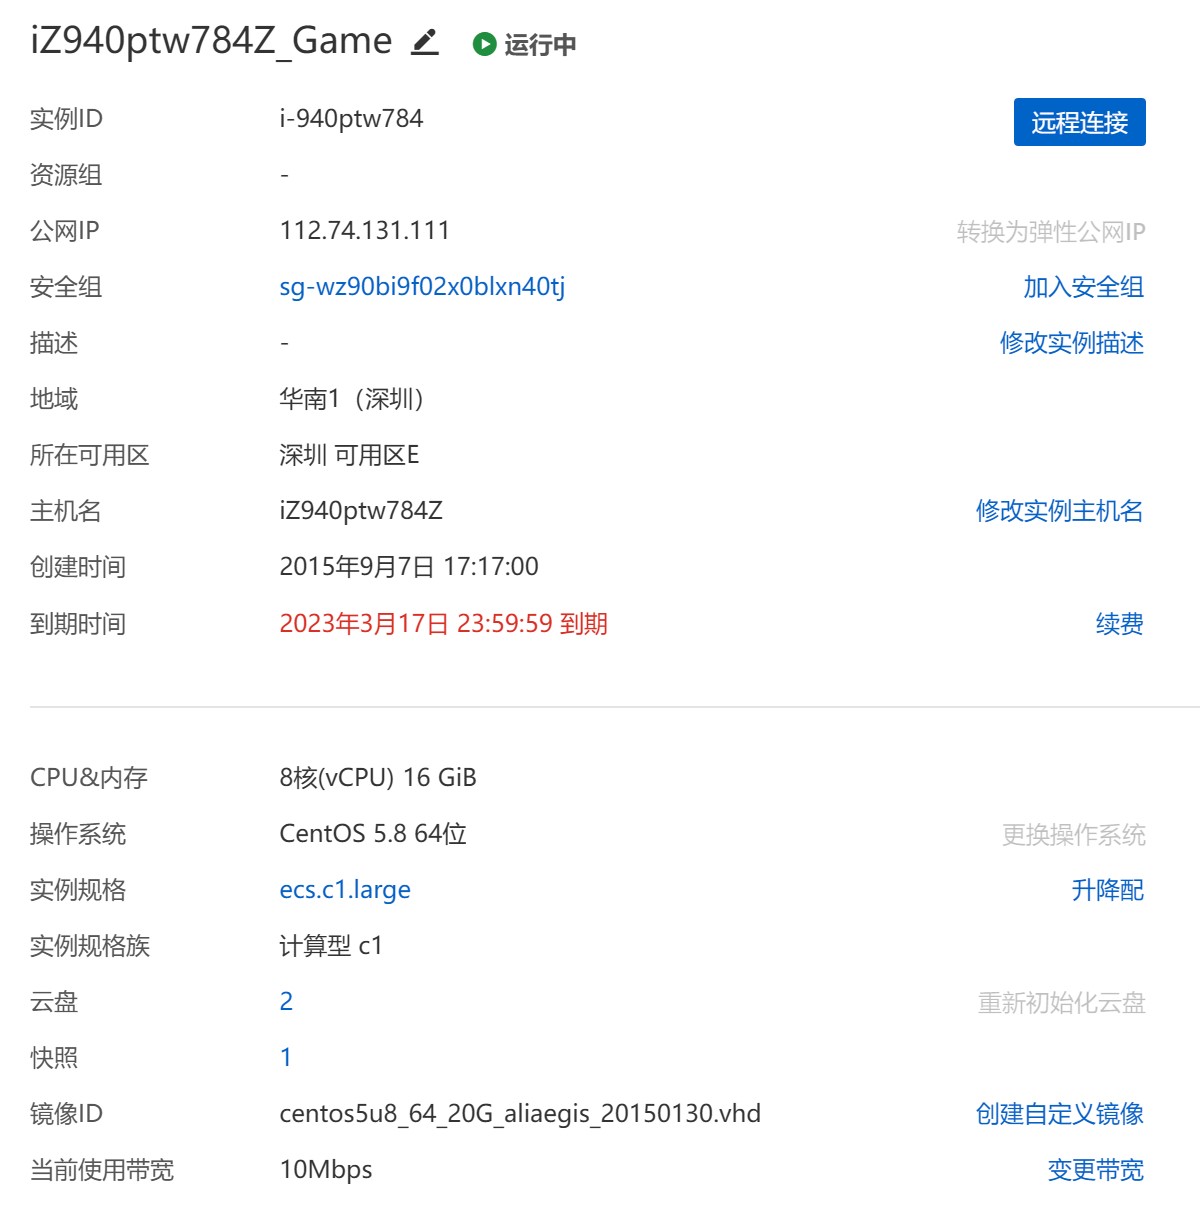 iZ940ptw784Z_Game 运行中
实例ID i-940ptw784 远程连接
资源组 -
公网IP 112.74.131.111 转换为弹性公网IP
安全组 sg-wz90bi9f02x0blxn40tj 加入安全组
描述 - 修改实例描述
地域 华南1（深圳）
所在可用区 深圳 可用区E
主机名 iZ940ptw784Z 修改实例主机名
创建时间 2015年9月7日 17:17:00
到期时间 2023年3月17日 23:59:59 到期 续费
CPU&内存 8核(vCPU) 16 GiB
操作系统 CentOS 5.8 64位 更换操作系统
实例规格 ecs.c1.large 升降配
实例规格族 计算型 c1
云盘 2 重新初始化云盘
快照 1
镜像ID centos5u8_64_20G_aliaegis_20150130.vhd 创建自定义镜像
当前使用带宽 10Mbps 变更带宽